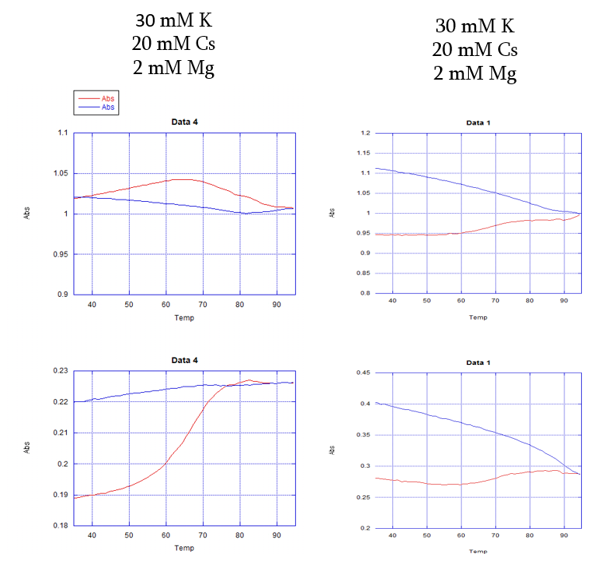 30 mM K
20 mM Cs
2 mM Mg
30 mM K
20 mM Cs
2 mM Mg
Abs
Abs
Data 4
1.1
1.05
1
0.95
0.9
Abs
40 50 60 70 80 90
Temp
Data 1
1.2
1.15
1.1
1.05
1
0.95
0.9
0.85
0.8
Abs
40 50 60 70 80 90
Temp
Data 4
0.23
0.22
0.21
0.2
0.19
0.18
Abs
40 50 60 70 80 90
Temp
Data 1
0.45
0.4
0.35
0.3
0.25
0.2
Abs
40 50 60 70 80 90
Temp